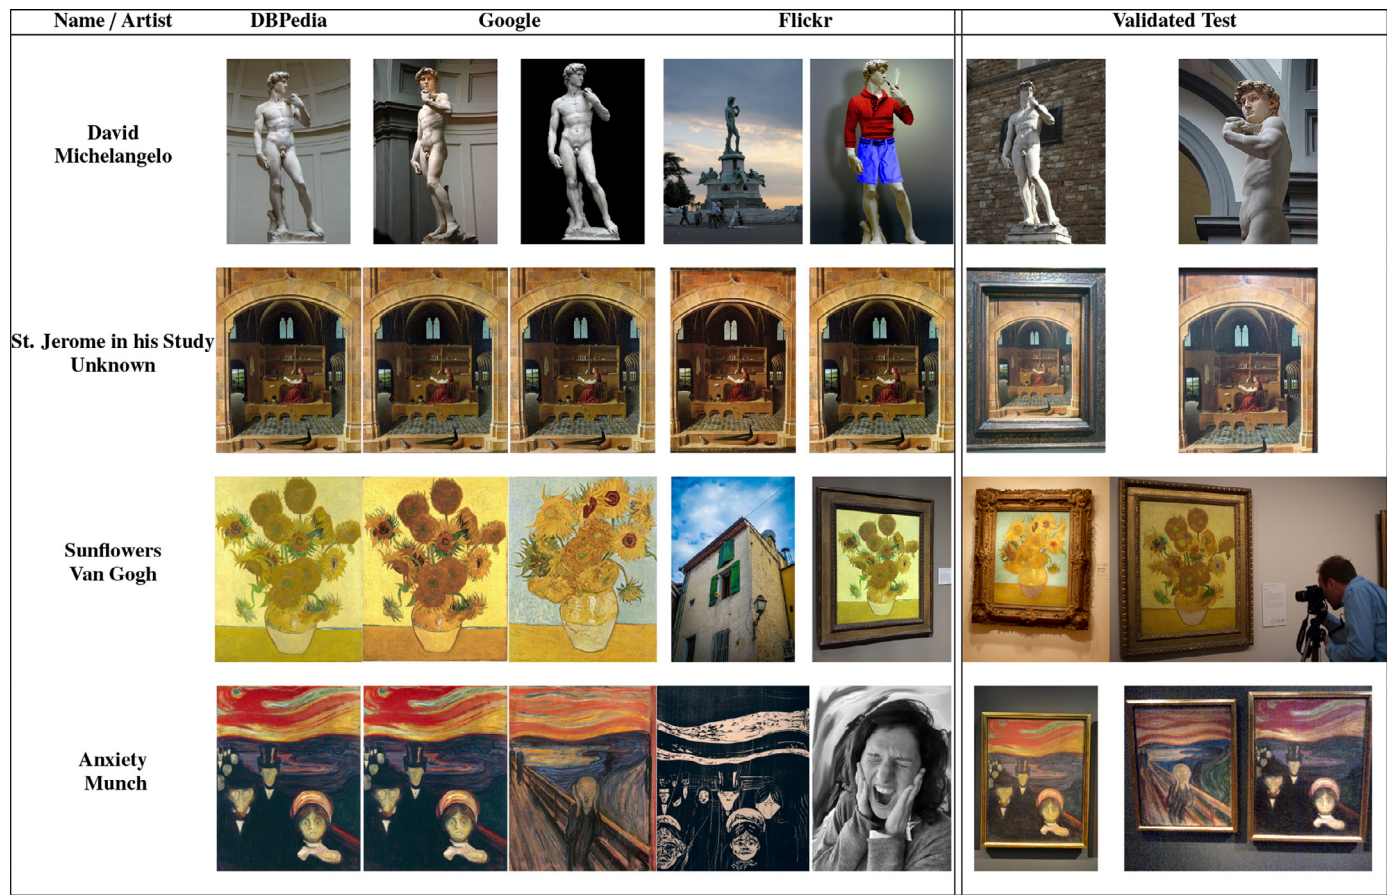 Name / Artist DBPedia Google Flickr Validated Test
David
Michelangelo
St. Jerome in his Study
Unknown
Sunflowers
Van Gogh
Anxiety
Munch